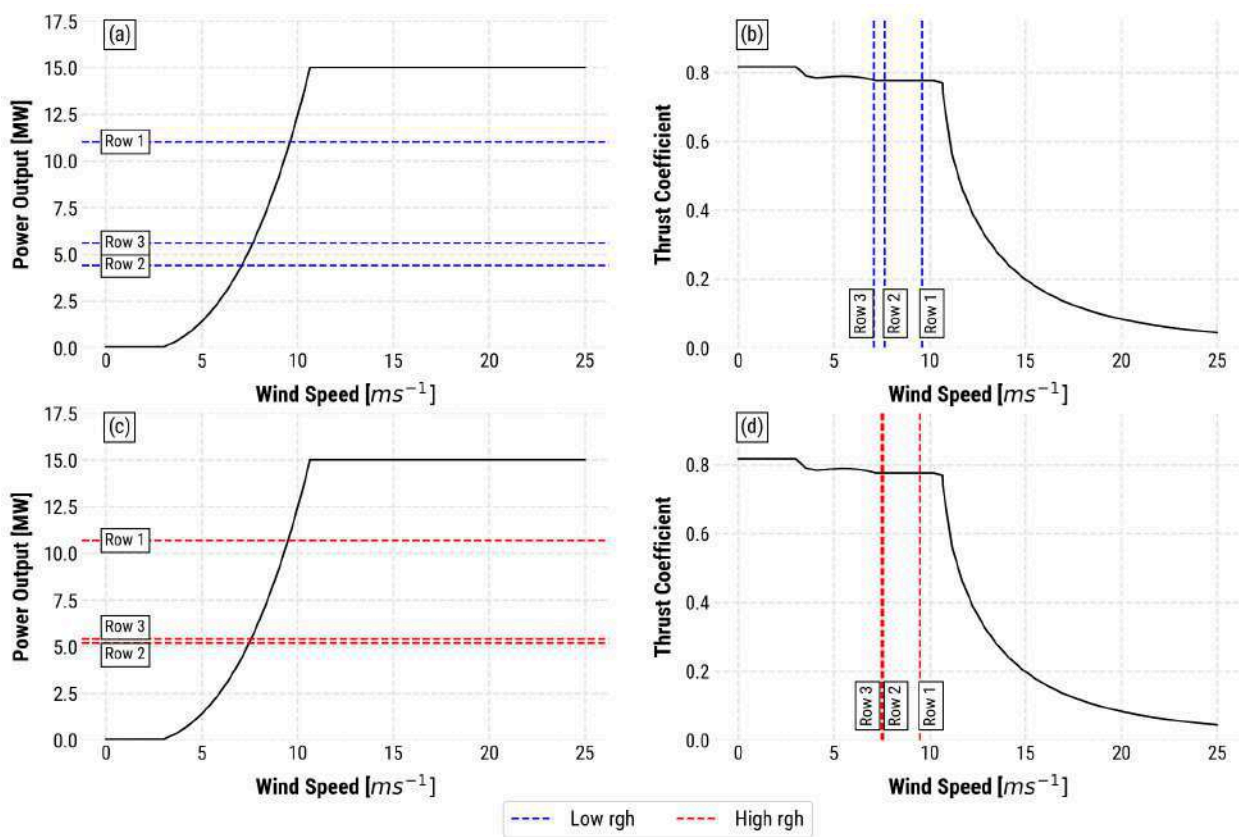 (a)
17.5
15.0
12.5
10.0
7.5
5.0
2.5
0.0
Power Output [MW]
Row 1
Row 3
Row 2
0 5 10 15 20 25
Wind Speed [ms⁻¹]
(b)
0.8
0.6
0.4
0.2
0.0
Thrust Coefficient
Row 3
Row 2
Row 1
0 5 10 15 20 25
Wind Speed [ms⁻¹]
(c)
17.5
15.0
12.5
10.0
7.5
5.0
2.5
0.0
Power Output [MW]
Row 1
Row 3
Row 2
0 5 10 15 20 25
Wind Speed [ms⁻¹]
(d)
0.8
0.6
0.4
0.2
0.0
Thrust Coefficient
Row 3
Row 2
Row 1
0 5 10 15 20 25
Wind Speed [ms⁻¹]
Low rgh
High rgh